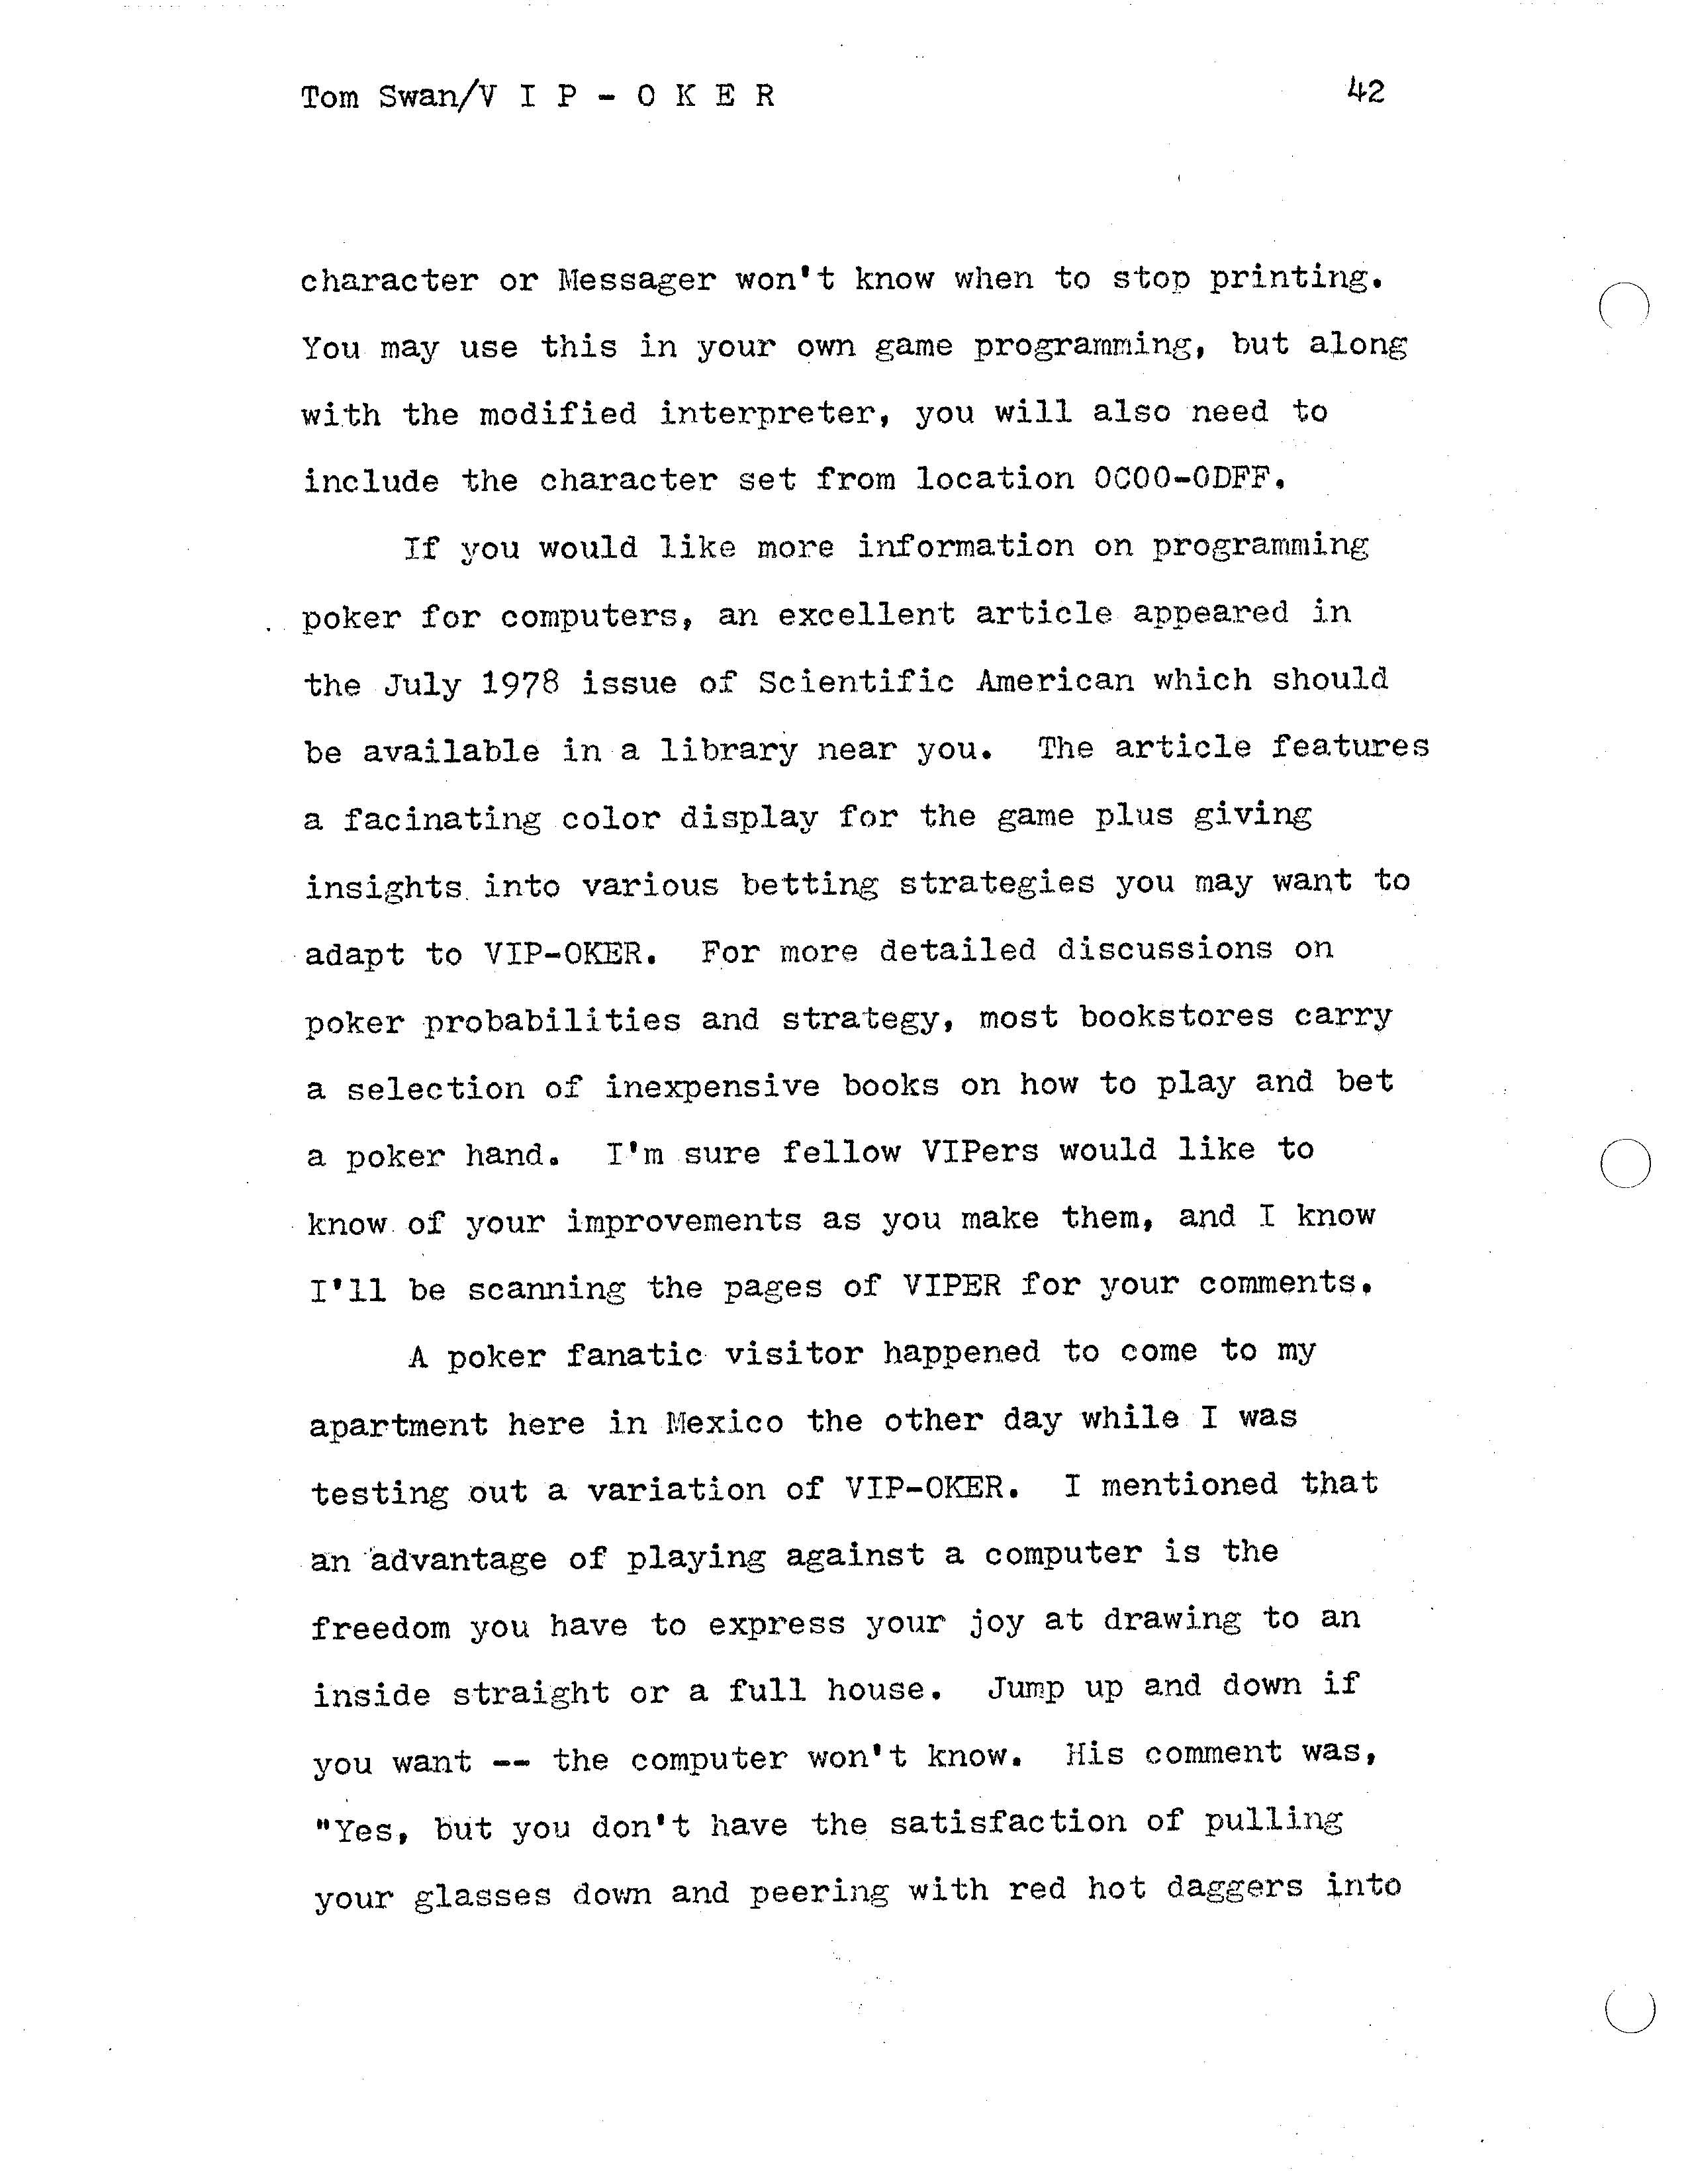 Tom Swan/V I P - O K E R 42
character or Messager won't know when to stop printing.
You may use this in your own game programming, but along
with the modified interpreter, you will also need to
include the character set from location 0C00-0DFF.
If you would like more information on programming
poker for computers, an excellent article appeared in
the July 1978 issue of Scientific American which should
be available in a library near you. The article features
a facinating color display for the game plus giving
insights into various betting strategies you may want to
adapt to VIP-OKER. For more detailed discussions on
poker probabilities and strategy, most bookstores carry
a selection of inexpensive books on how to play and bet
a poker hand. I'm sure fellow VIPers would like to
know of your improvements as you make them, and I know
I'll be scanning the pages of VIPER for your comments.
A poker fanatic visitor happened to come to my
apartment here in Mexico the other day while I was
testing out a variation of VIP-OKER. I mentioned that
an advantage of playing against a computer is the
freedom you have to express your joy at drawing to an
inside straight or a full house. Jump up and down if
you want -- the computer won't know. His comment was,
"Yes, but you don't have the satisfaction of pulling
your glasses down and peering with red hot daggers into